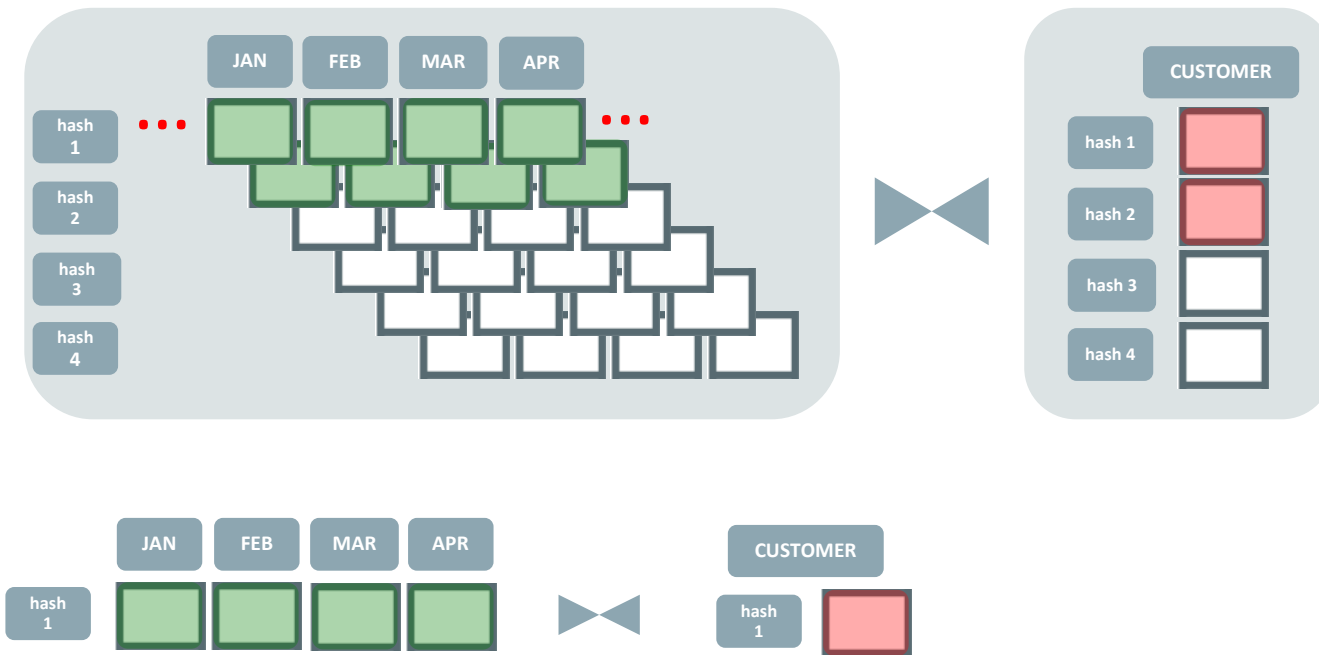 JAN
FEB
MAR
APR
CUSTOMER
hash
1
...
...
hash
2
hash
3
hash
4
hash 1
hash 2
hash 3
hash 4
JAN
FEB
MAR
APR
CUSTOMER
hash
1
hash
1